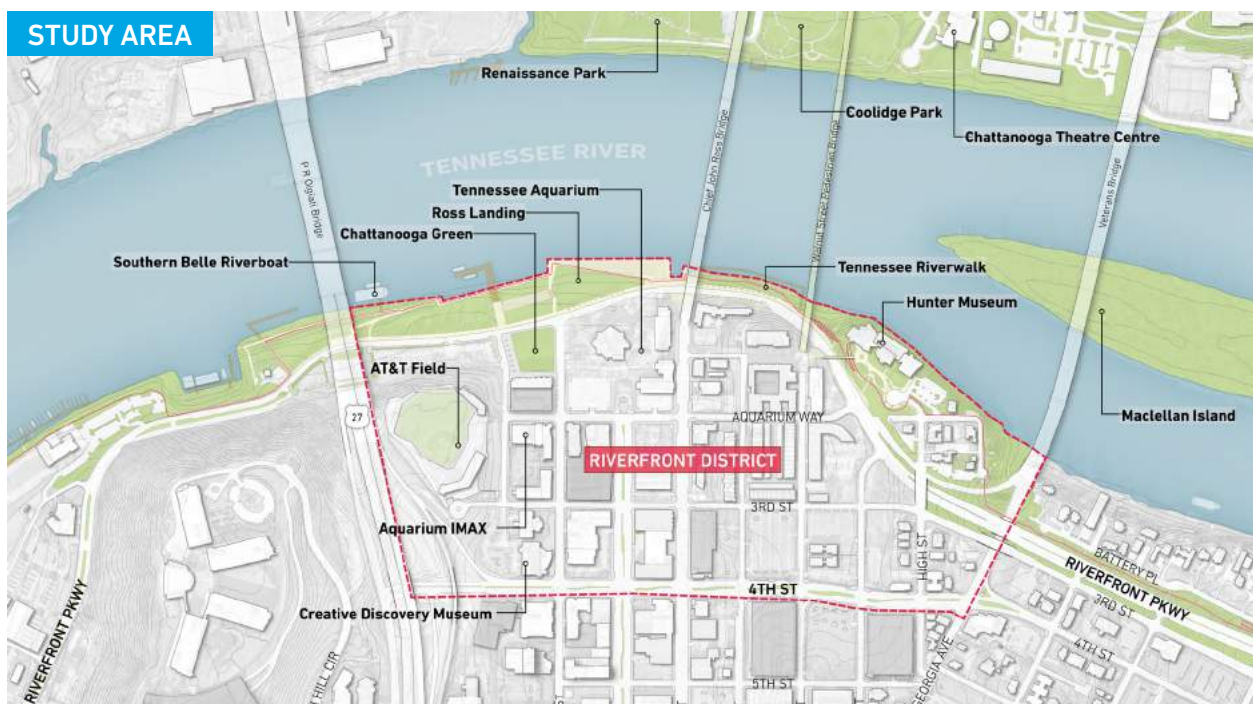 STUDY AREA
Renaissance Park
Coolidge Park
Chattanooga Theatre Centre
TENNESSEE RIVER
P R Olgiati Bridge
Chief John Ross Bridge
Walnut Street Pedestrian Bridge
Veterans Bridge
Tennessee Aquarium
Ross Landing
Chattanooga Green
Southern Belle Riverboat
Tennessee Riverwalk
Hunter Museum
AT&T Field
Maclellan Island
27
AQUARIUM WAY
RIVERFRONT DISTRICT
3RD ST
Aquarium IMAX
HIGH ST
BATTERY PL
RIVERFRONT PKWY
4TH ST
3RD ST
Creative Discovery Museum
RIVERFRONT PKWY
HILL CIR
GEORGIA AVE
4TH ST
5TH ST